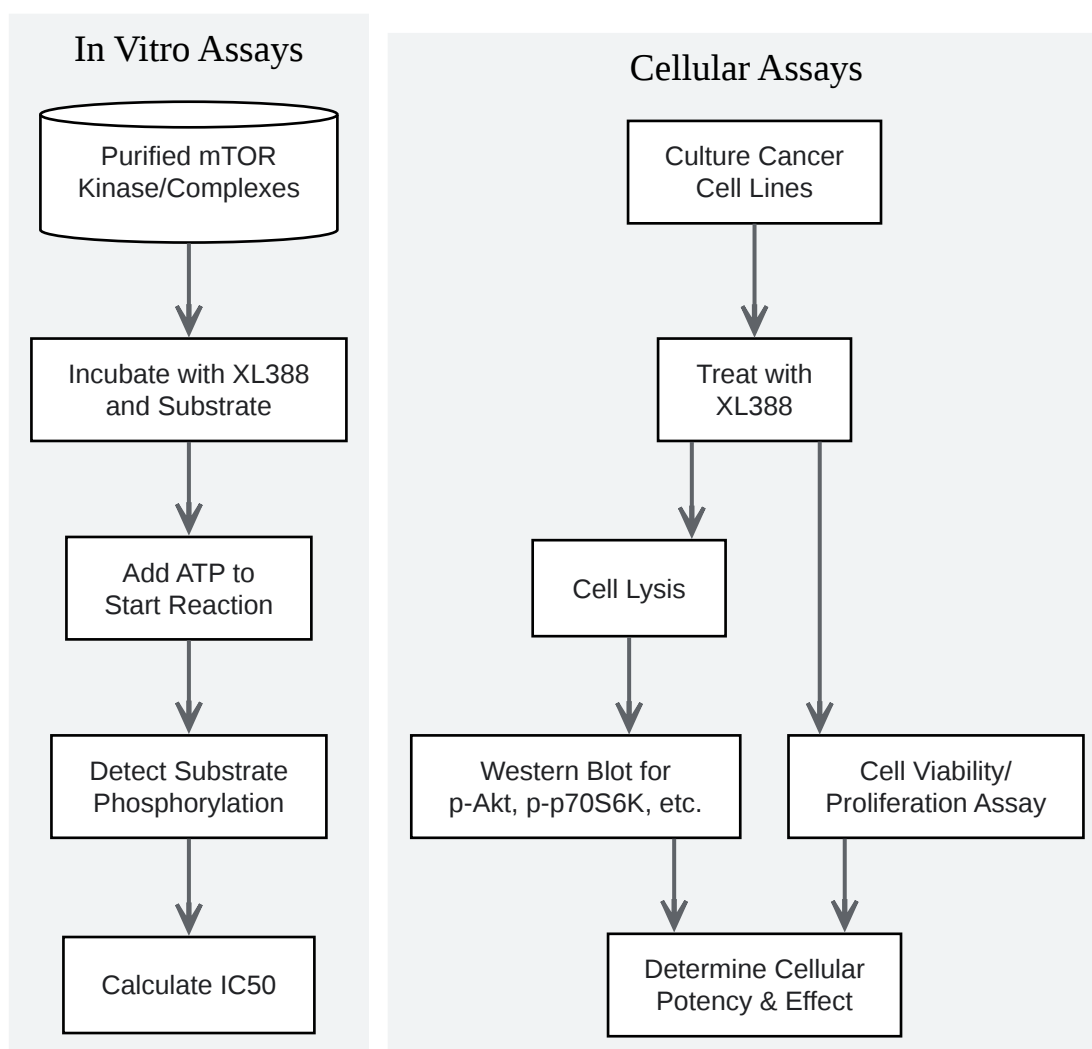 In Vitro Assays
Purified mTOR
Kinase/Complexes
Incubate with XL388
and Substrate
Add ATP to
Start Reaction
Detect Substrate
Phosphorylation
Calculate IC50
Cellular Assays
Culture Cancer
Cell Lines
Treat with
XL388
Cell Lysis
Western Blot for
p-Akt, p-p70S6K, etc.
Cell Viability/
Proliferation Assay
Determine Cellular
Potency & Effect